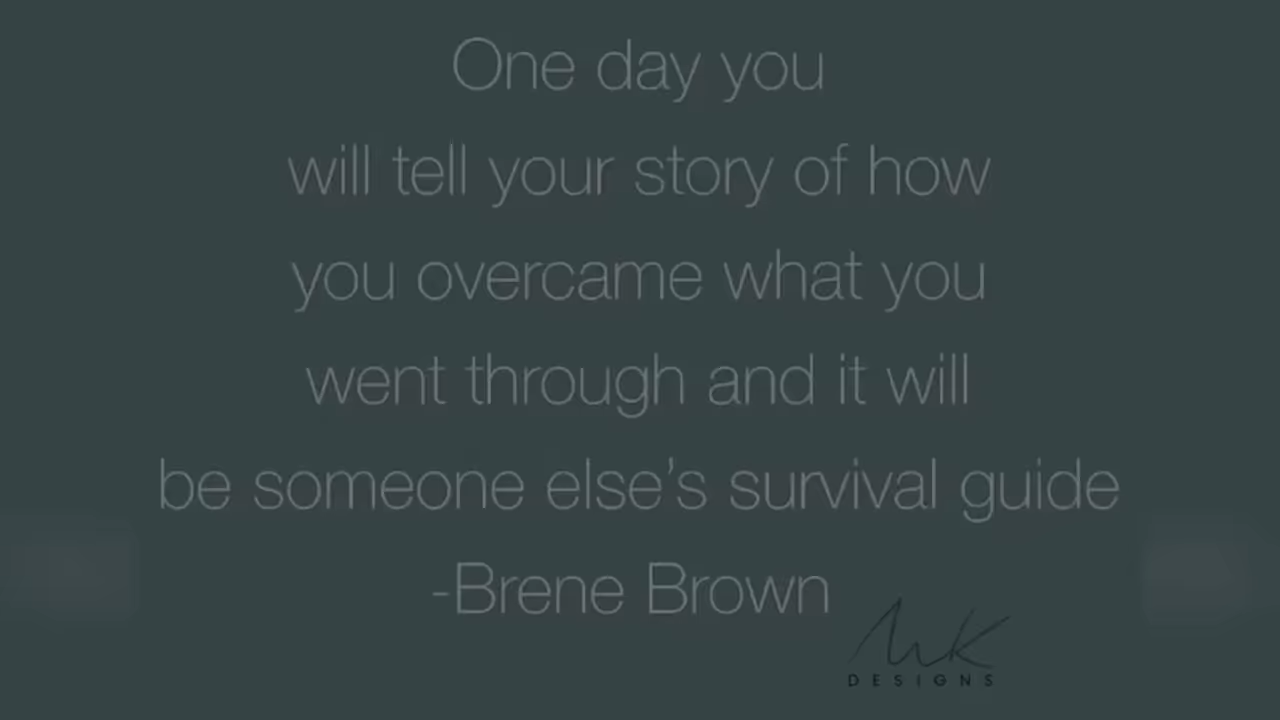 One day you
will tell your story of how
you overcame what you
went through and it will
be someone else’s survival guide
-Brene Brown
MK
DESIGNS